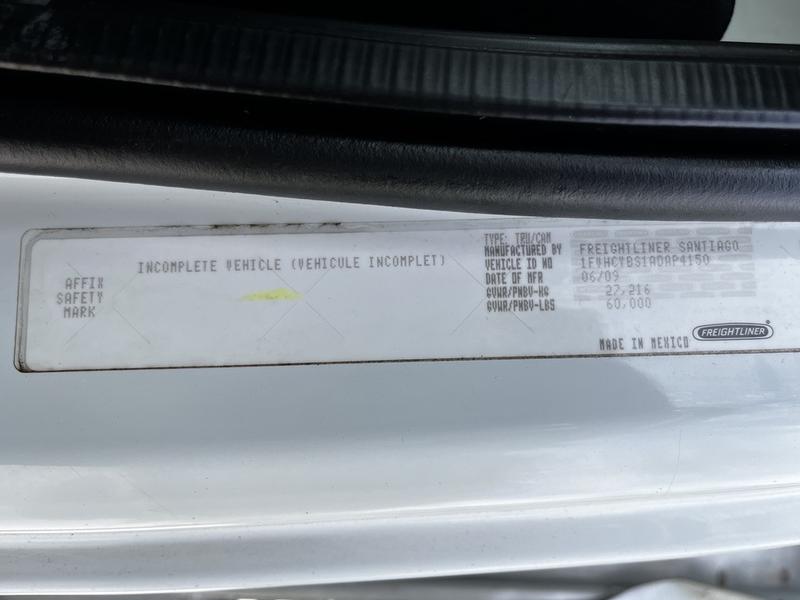 INCOMPLETE VEHICLE (VEHICULE INCOMPLET)
AFFIX
SAFETY
MARK
TYPE: TRU/CAM
MANUFACTURED BY FREIGHTLINER SANTIAGO
VEHICLE ID NO 1FVHCYBS1ADAP4150
DATE OF MFR 06/09
GVWR/PNBV-KG 27,216
GVWR/PNBV-LBS 60,000
FREIGHTLINER
MADE IN MEXICO